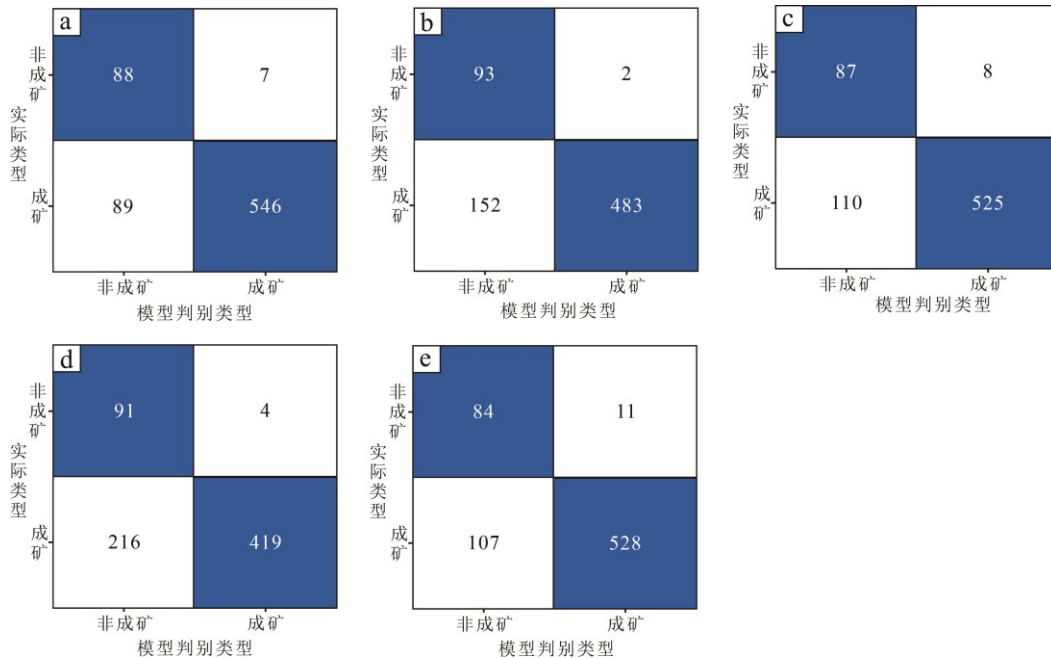 a
非成矿
88
7
实际类型
成矿
89
546
非成矿
成矿
模型判别类型
b
非成矿
93
2
实际类型
成矿
152
483
非成矿
成矿
模型判别类型
c
非成矿
87
8
实际类型
成矿
110
525
非成矿
成矿
模型判别类型
d
非成矿
91
4
实际类型
成矿
216
419
非成矿
成矿
模型判别类型
e
非成矿
84
11
实际类型
成矿
107
528
非成矿
成矿
模型判别类型